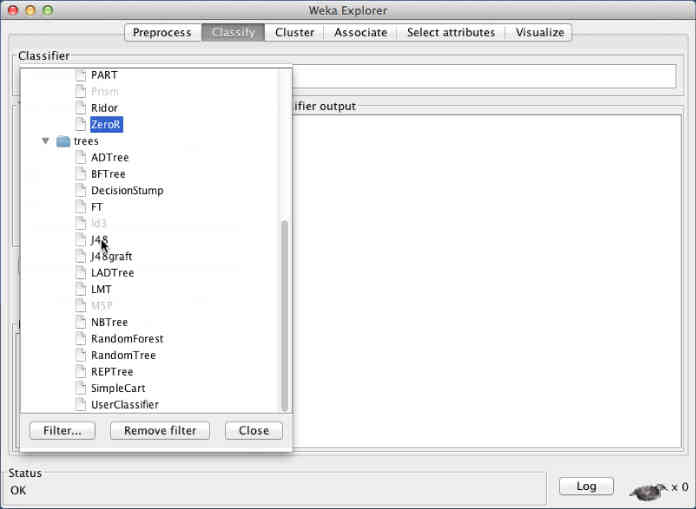 Weka Explorer
Preprocess Classify Cluster Associate Select attributes Visualize
Classifier
PART
Prism
Ridor
ifier output
ZeroR
trees
ADTree
BFTree
DecisionStump
FT
Id3
J48
J48graft
LADTree
LMT
M5P
NBTree
RandomForest
RandomTree
REPTree
SimpleCart
UserClassifier
Filter... Remove filter Close
Status
OK
Log
x 0